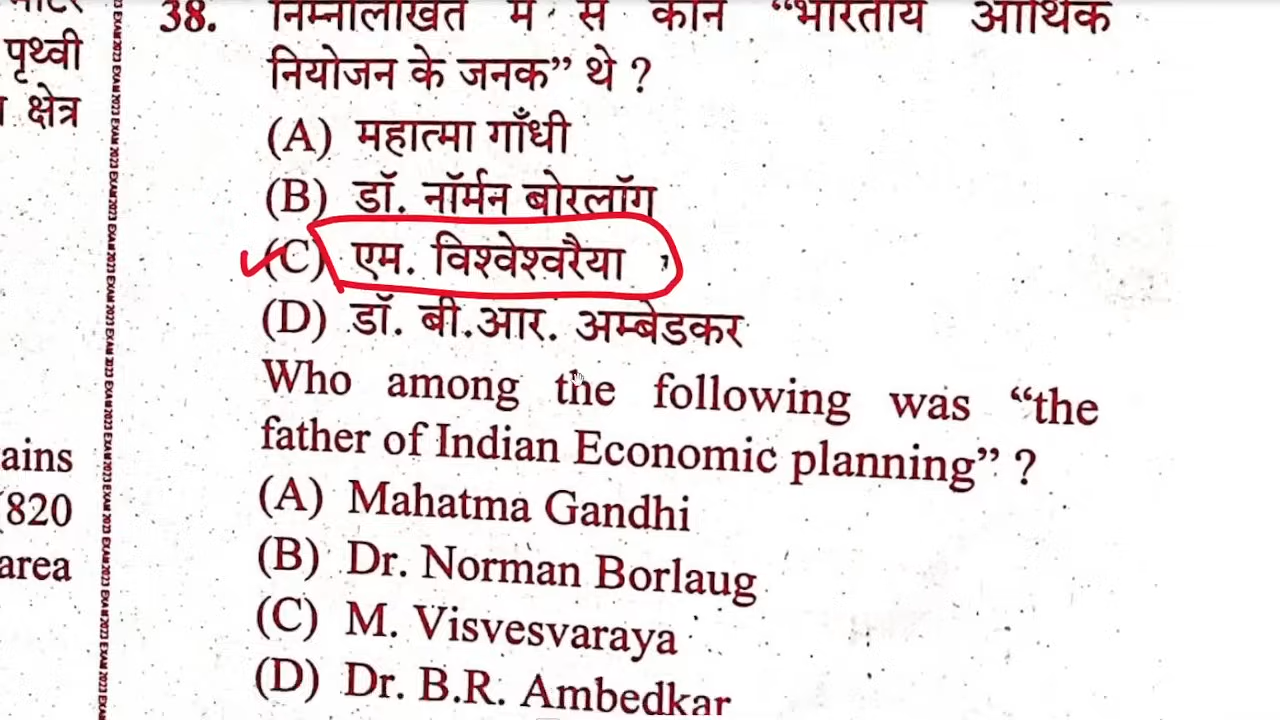 पृथ्वी
क्षेत्र
ains
820
area
38. निम्नलिखित में से कौन “भारतीय आर्थिक
नियोजन के जनक” थे ?
(A) महात्मा गाँधी
(B) डॉ. नॉर्मन बोरलॉग
(C) एम. विश्वेश्वरैया
(D) डॉ. बी.आर. अम्बेडकर
Who among the following was “the
father of Indian Economic planning” ?
(A) Mahatma Gandhi
(B) Dr. Norman Borlaug
(C) M. Visvesvaraya
(D) Dr. B.R. Ambedkar